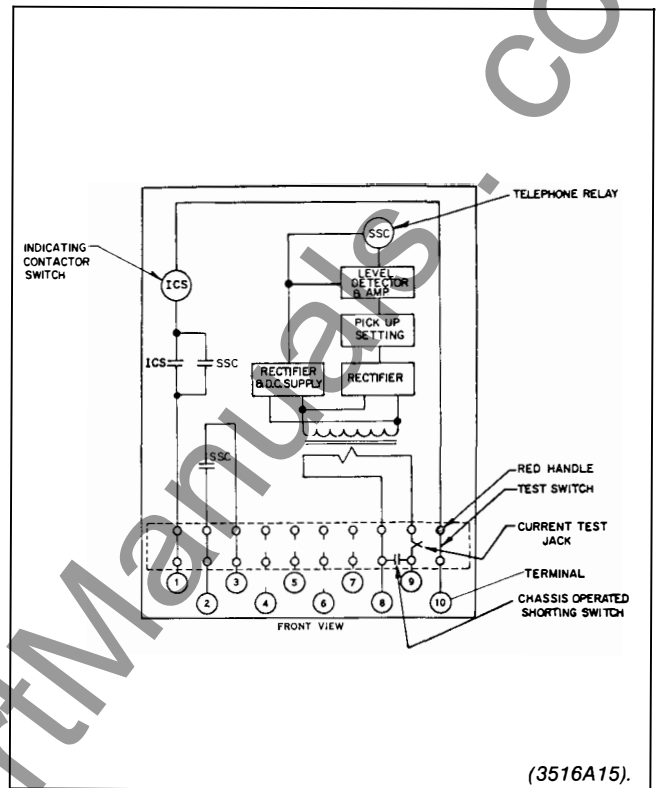 TELEPHONE RELAY
SSC
INDICATING
CONTACTOR
SWITCH
ICS
LEVEL
DETECTOR
& AMP.
PICK UP
SETTING
ICS
SSC
RECTIFIER
& D.C. SUPPLY
RECTIFIER
SSC
RED HANDLE
TEST SWITCH
CURRENT TEST
JACK
1
3
5
7
9
TERMINAL
2
4
6
8
10
CHASSIS OPERATED
SHORTING SWITCH
FRONT VIEW
(3516A15).